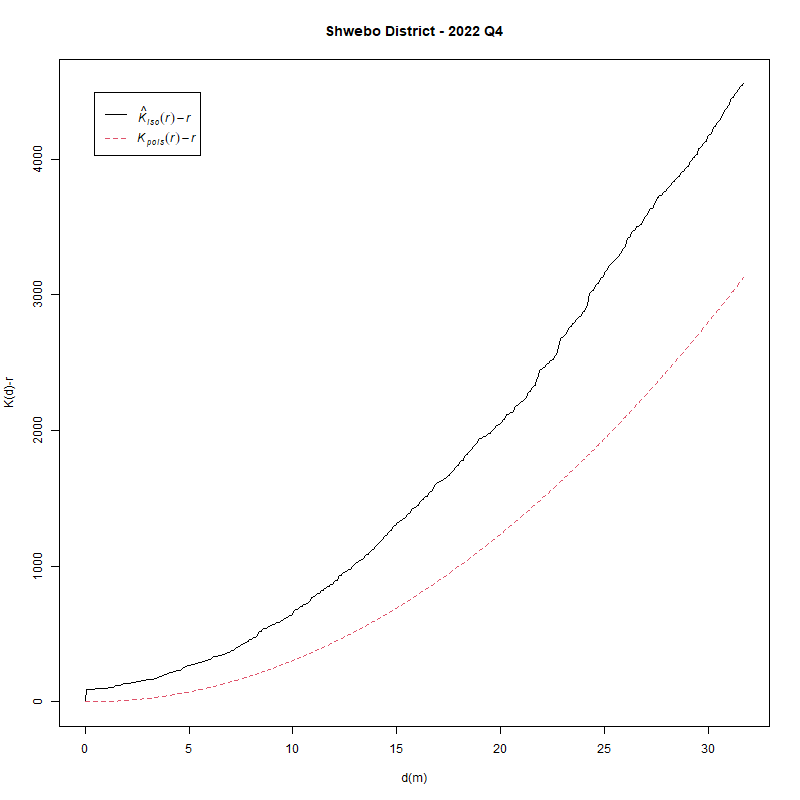 Shwebo District - 2022 Q4
K̂iso(r) − r
Kpois(r) − r
4000
3000
2000
1000
0
K(d)-r
0 5 10 15 20 25 30
d(m)